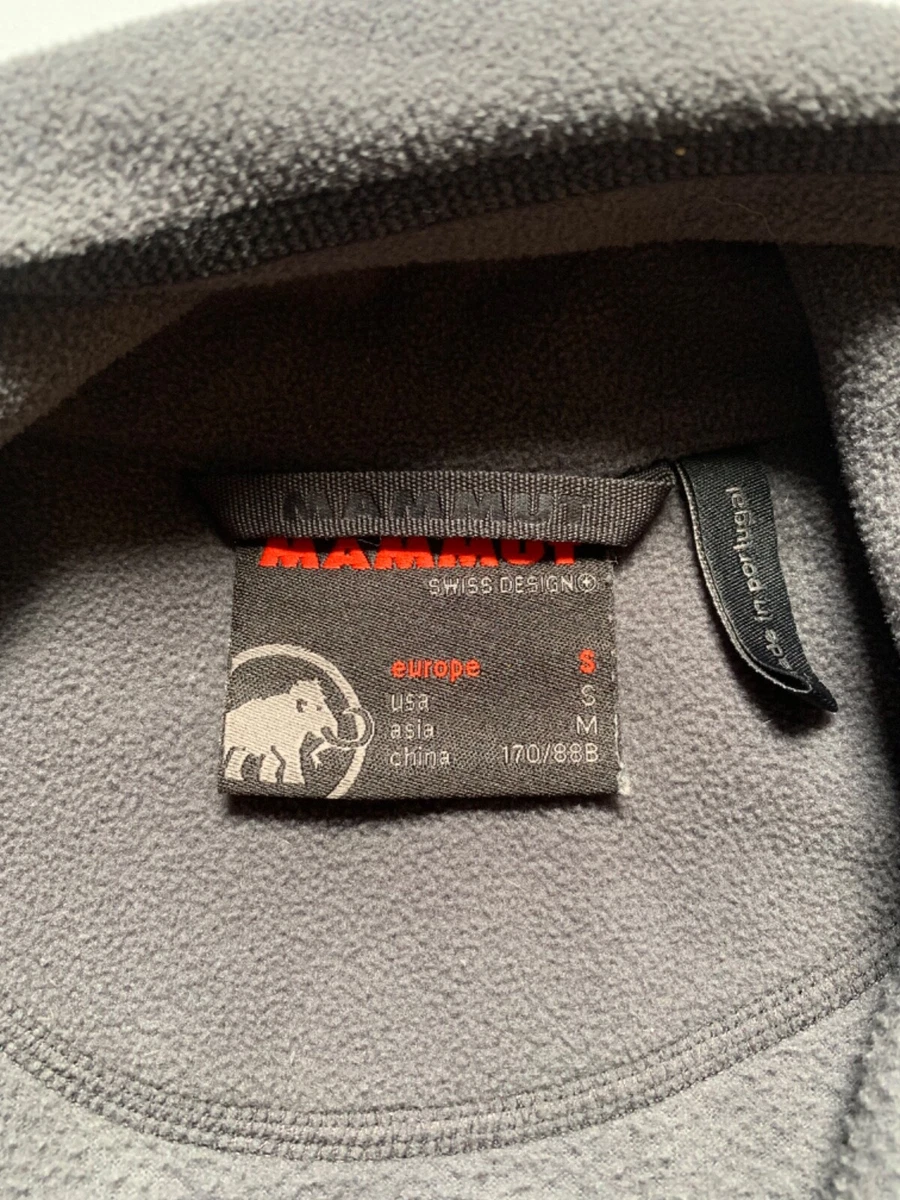 MAMMUT
MAMMUT
SWISS DESIGN
europe S
usa S
asia M
china 170/88B
made in portugal